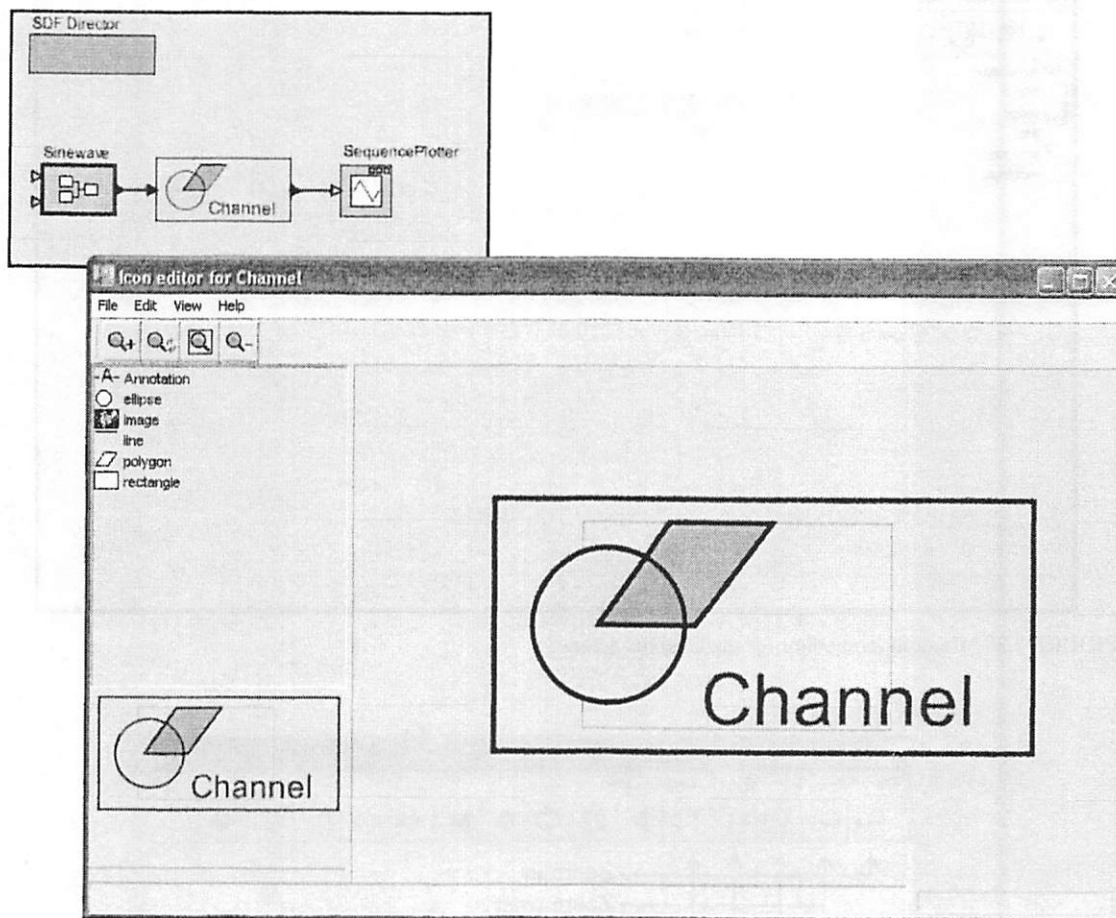 SDF Director
Sinewave
SequencePlotter
Channel
Icon editor for Channel
File Edit View Help
-A- Annotation
ellipse
image
line
polygon
rectangle
Channel
Channel